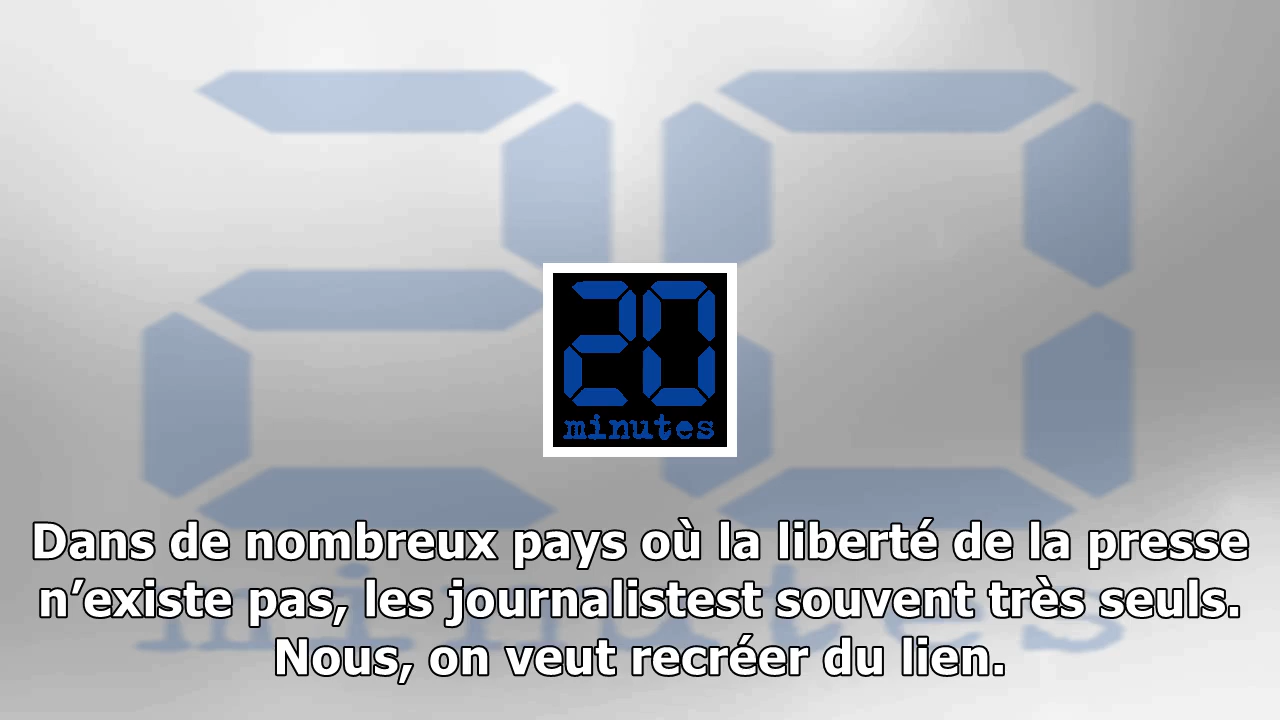 20
minutes
Dans de nombreux pays où la liberté de la presse
n’existe pas, les journalistest souvent très seuls.
Nous, on veut recréer du lien.